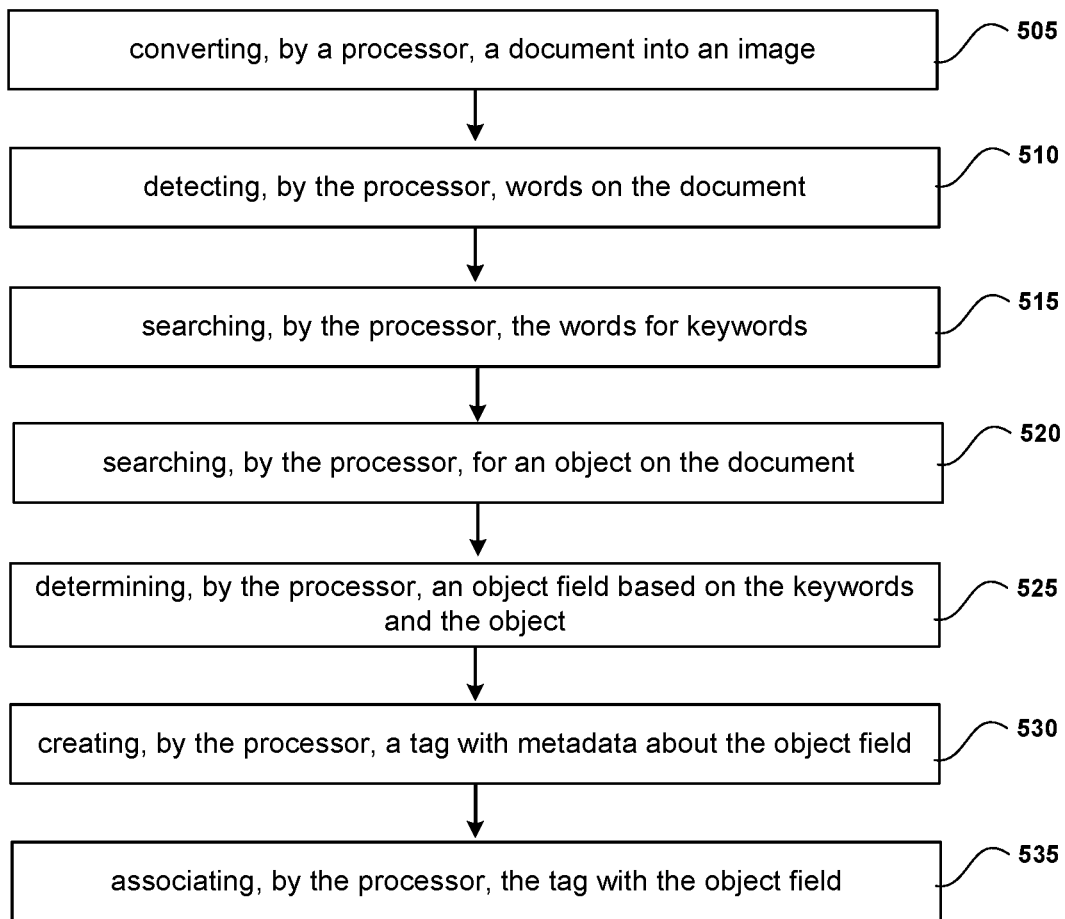 converting, by a processor, a document into an image
505
detecting, by the processor, words on the document
510
searching, by the processor, the words for keywords
515
searching, by the processor, for an object on the document
520
determining, by the processor, an object field based on the keywords
and the object
525
creating, by the processor, a tag with metadata about the object field
530
associating, by the processor, the tag with the object field
535